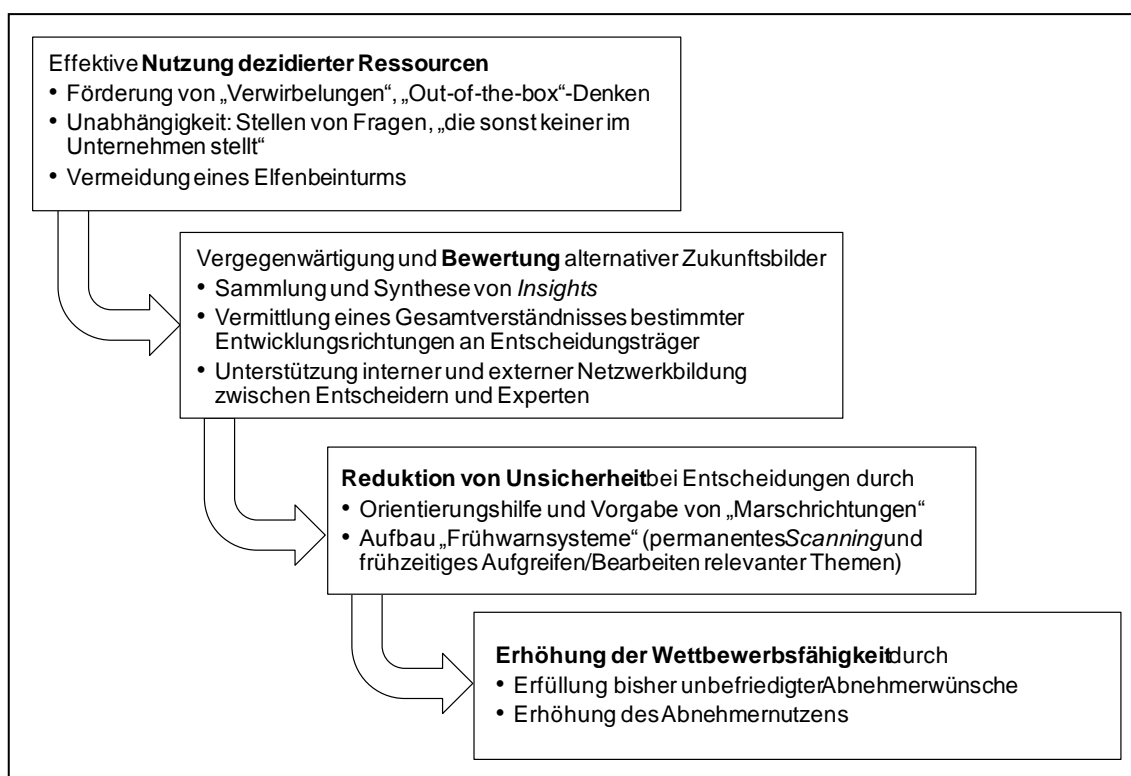 Effektive Nutzung dezidierter Ressourcen
• Förderung von „Verwirbelungen“, „Out-of-the-box“-Denken
• Unabhängigkeit: Stellen von Fragen, „die sonst keiner im
Unternehmen stellt“
• Vermeidung eines Elfenbeinturms
Vergegenwärtigung und Bewertung alternativer Zukunftsbilder
• Sammlung und Synthese von Insights
• Vermittlung eines Gesamtverständnisses bestimmter
Entwicklungsrichtungen an Entscheidungsträger
• Unterstützung interner und externer Netzwerkbildung
zwischen Entscheidern und Experten
Reduktion von Unsicherheit bei Entscheidungen durch
• Orientierungshilfe und Vorgabe von „Marschrichtungen“
• Aufbau „Frühwarnsysteme“ (permanentes Scanning und
frühzeitiges Aufgreifen/Bearbeiten relevanter Themen)
Erhöhung der Wettbewerbsfähigkeit durch
• Erfüllung bisher unbefriedigter Abnehmerwünsche
• Erhöhung des Abnehmernutzens